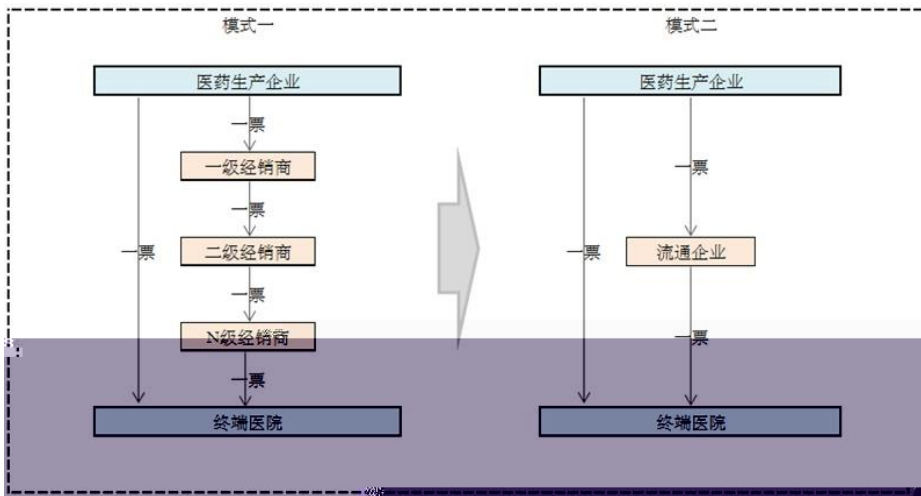 模式一
医药生产企业
一票
一级经销商
一票
二级经销商
一票
一票
N级经销商
一票
终端医院
模式二
医药生产企业
一票
流通企业
一票
一票
终端医院